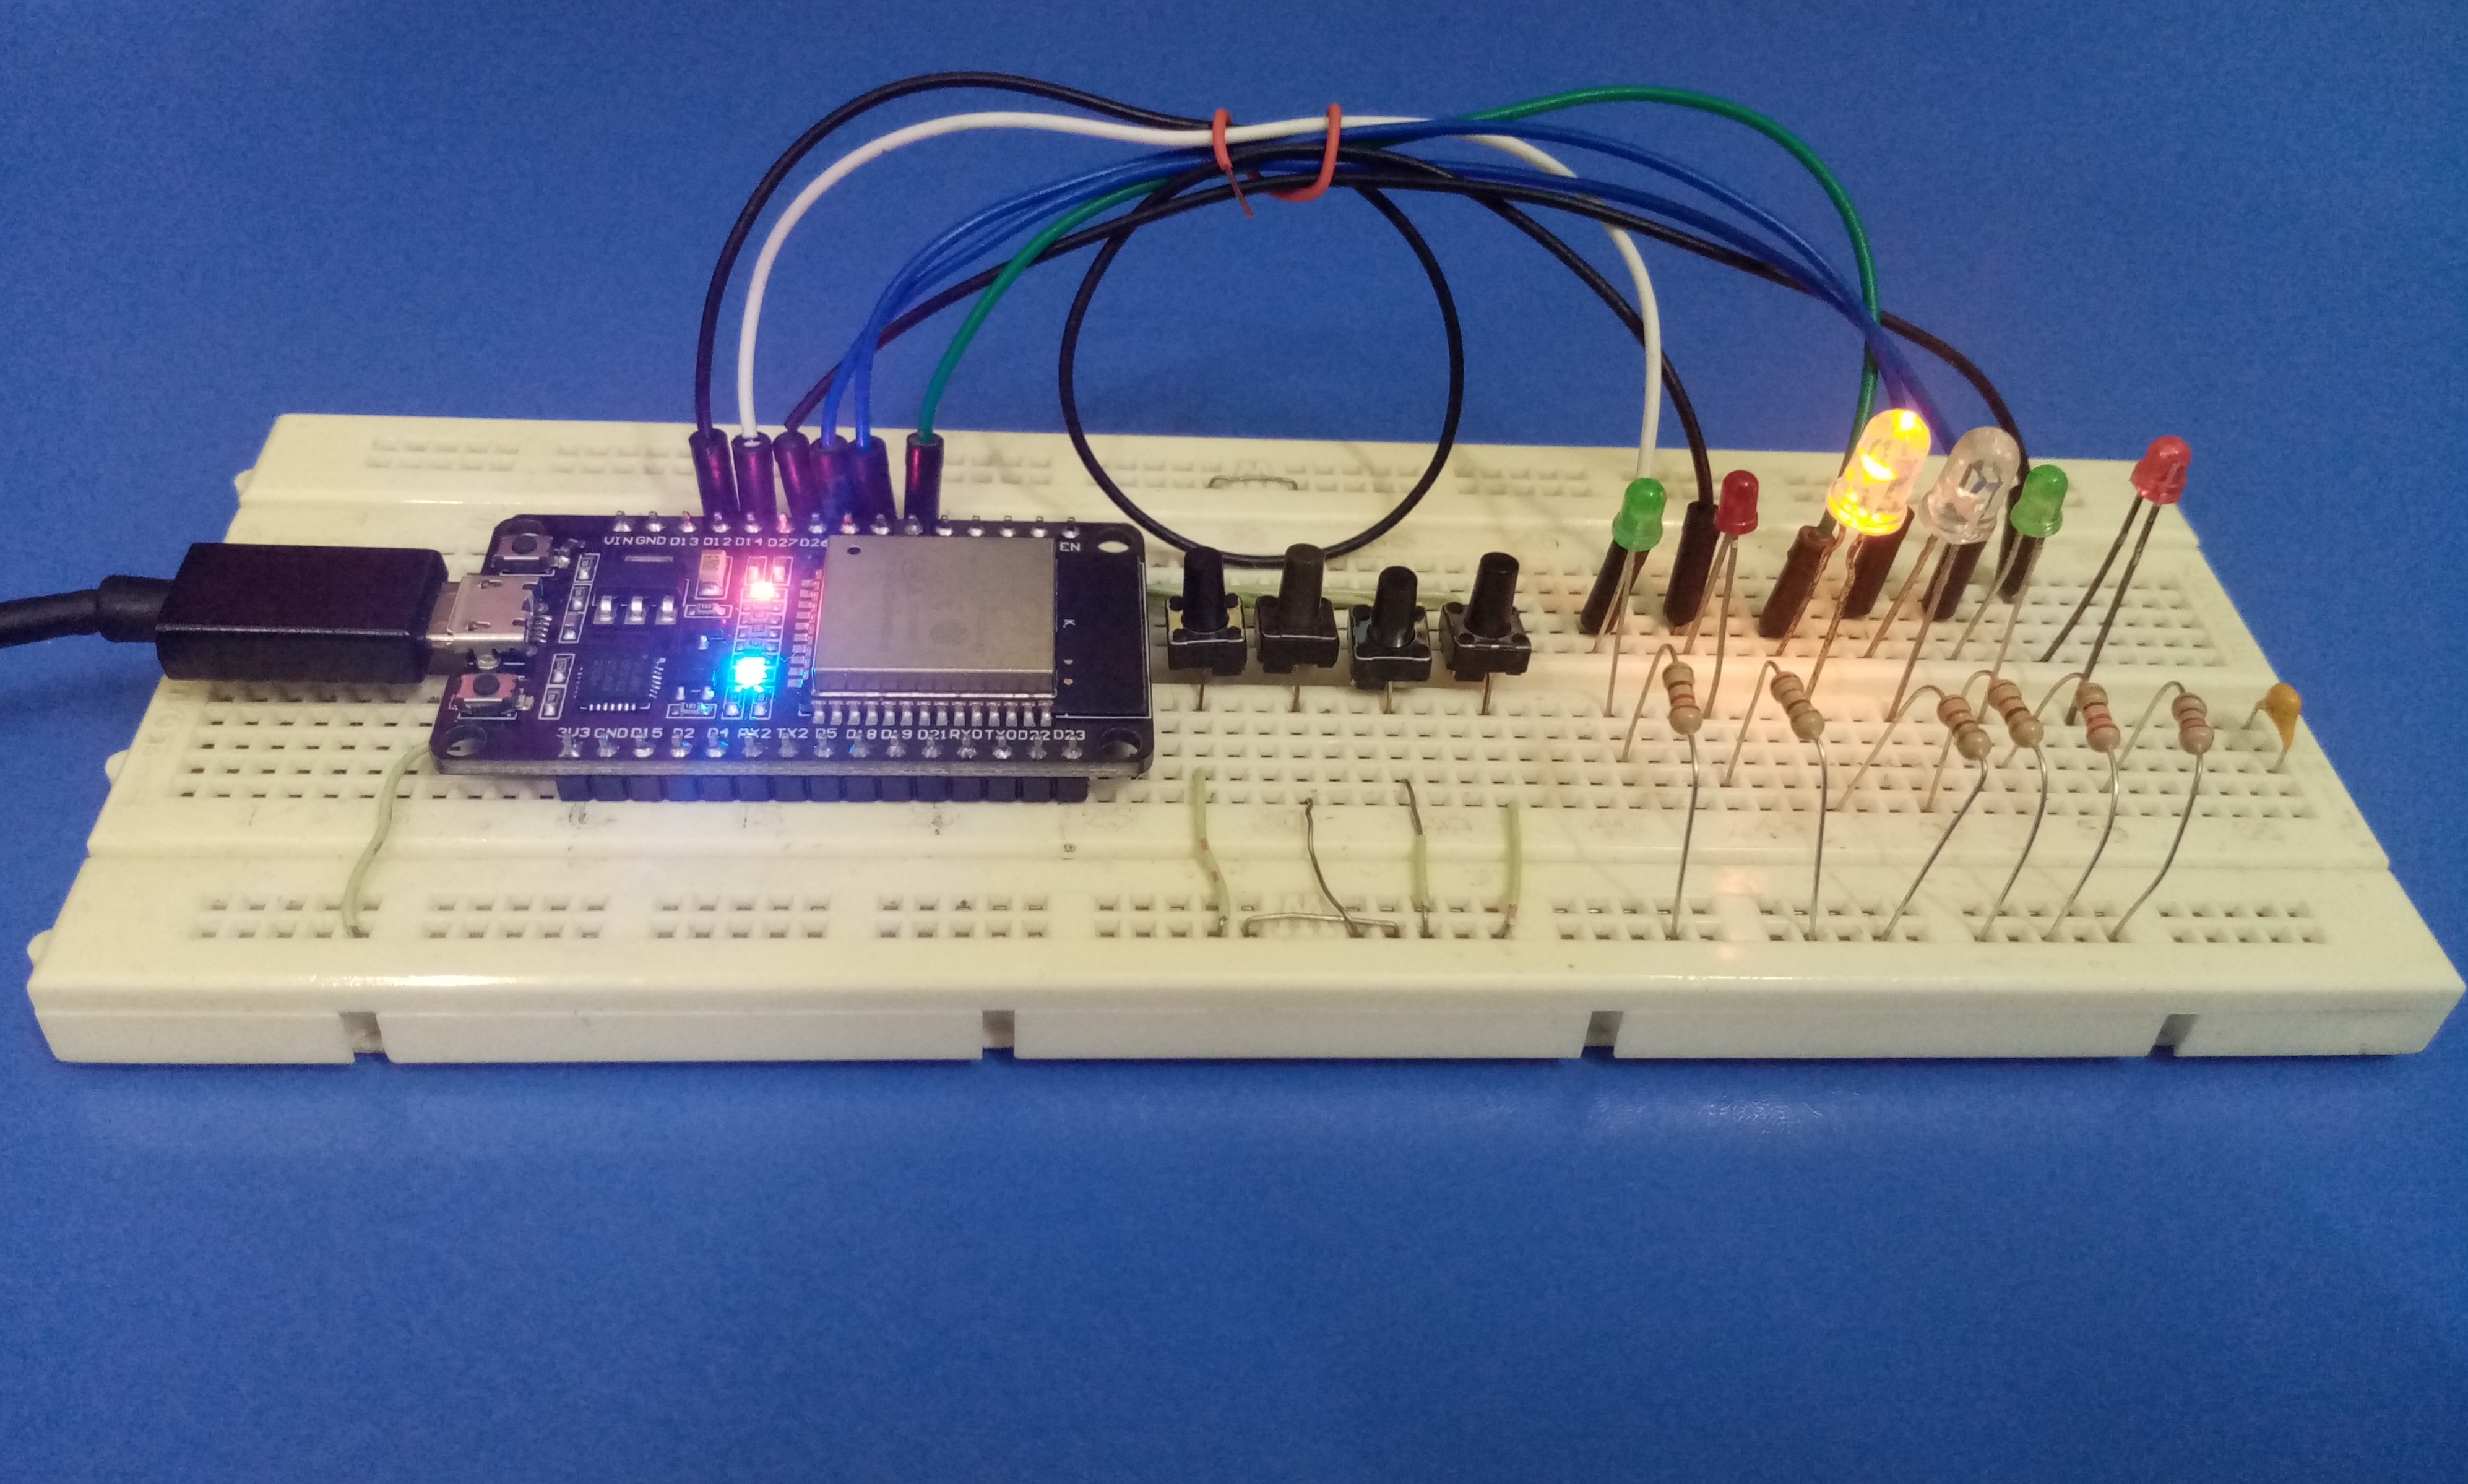 VIN GND D13 D12 D14 D27 D26
EN
3V3 GND D15 D2 D4 RX2 TX2 D5 D18 D19 D21 RX0 TX0 D22 D23